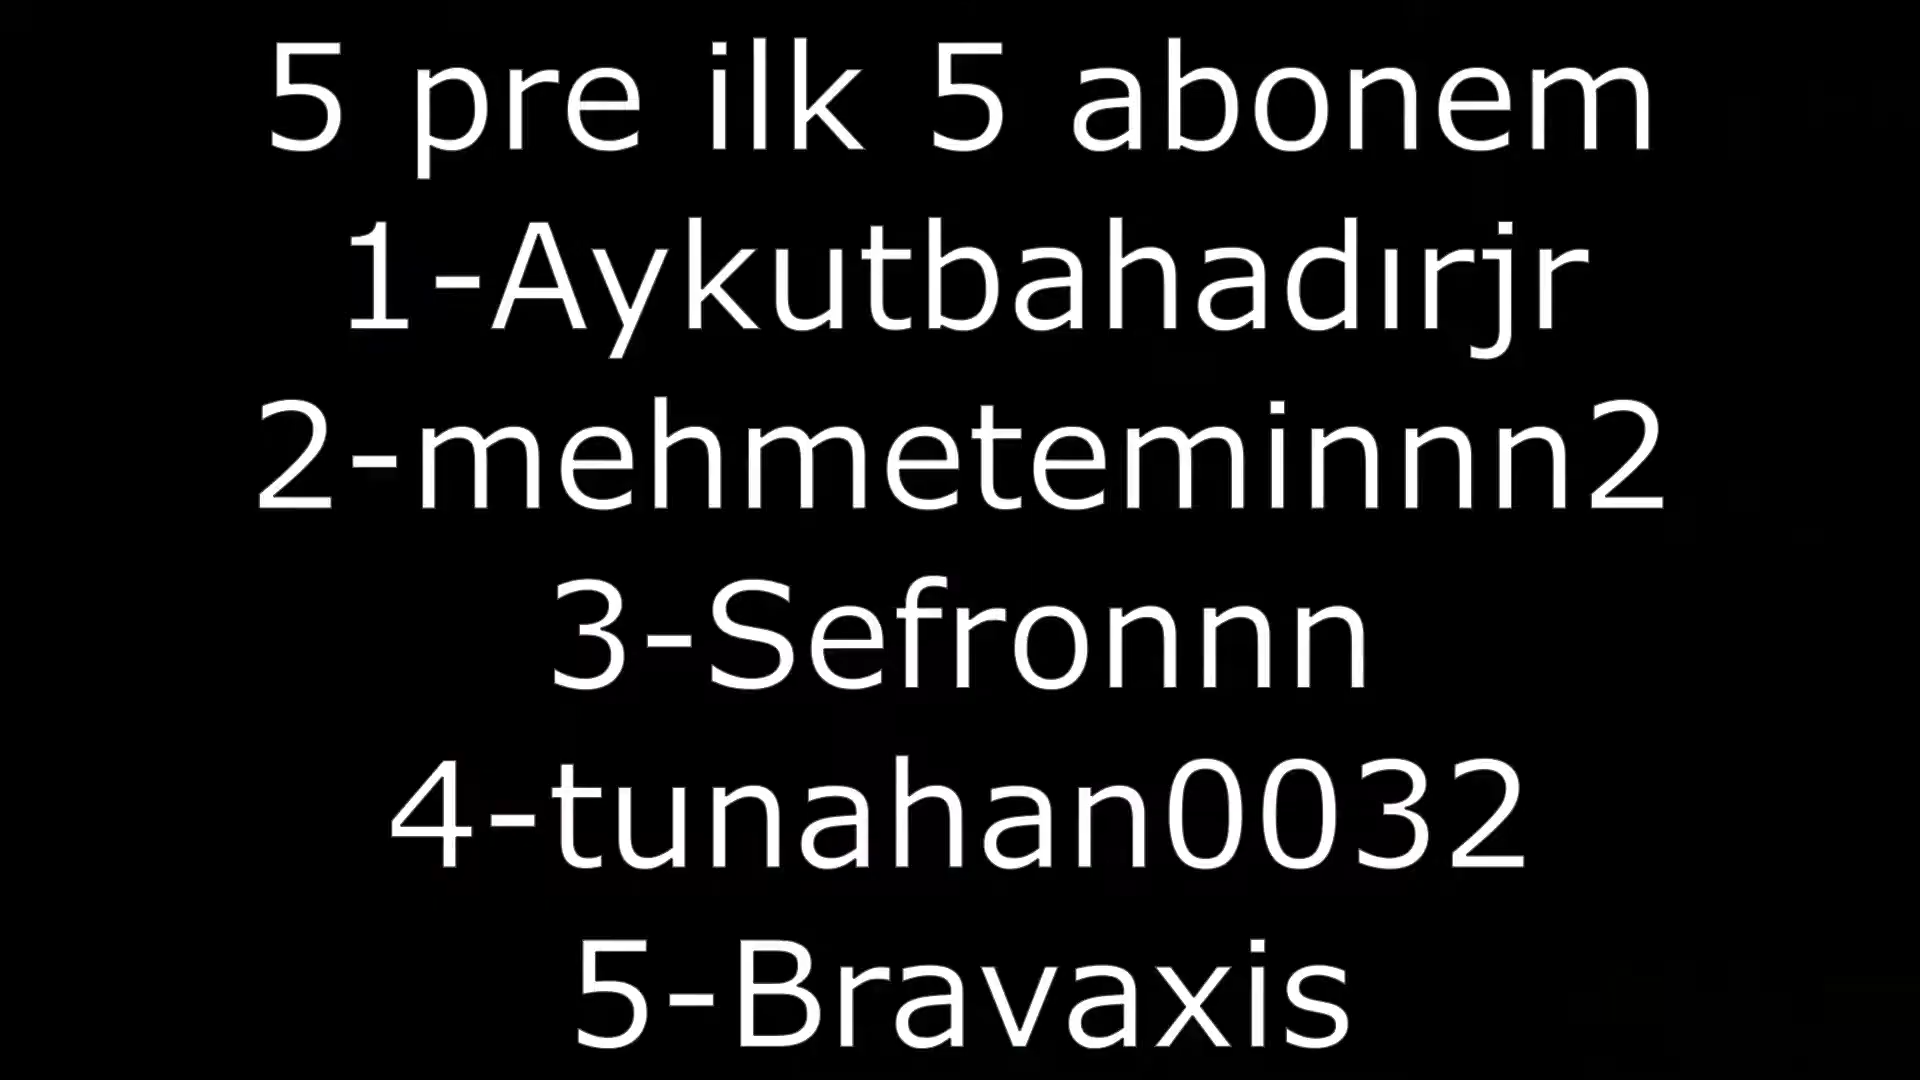 5 pre ilk 5 abonem
1-Aykutbahadırjr
2-mehmeteminnn2
3-Sefronnn
4-tunahan0032
5-Bravaxis